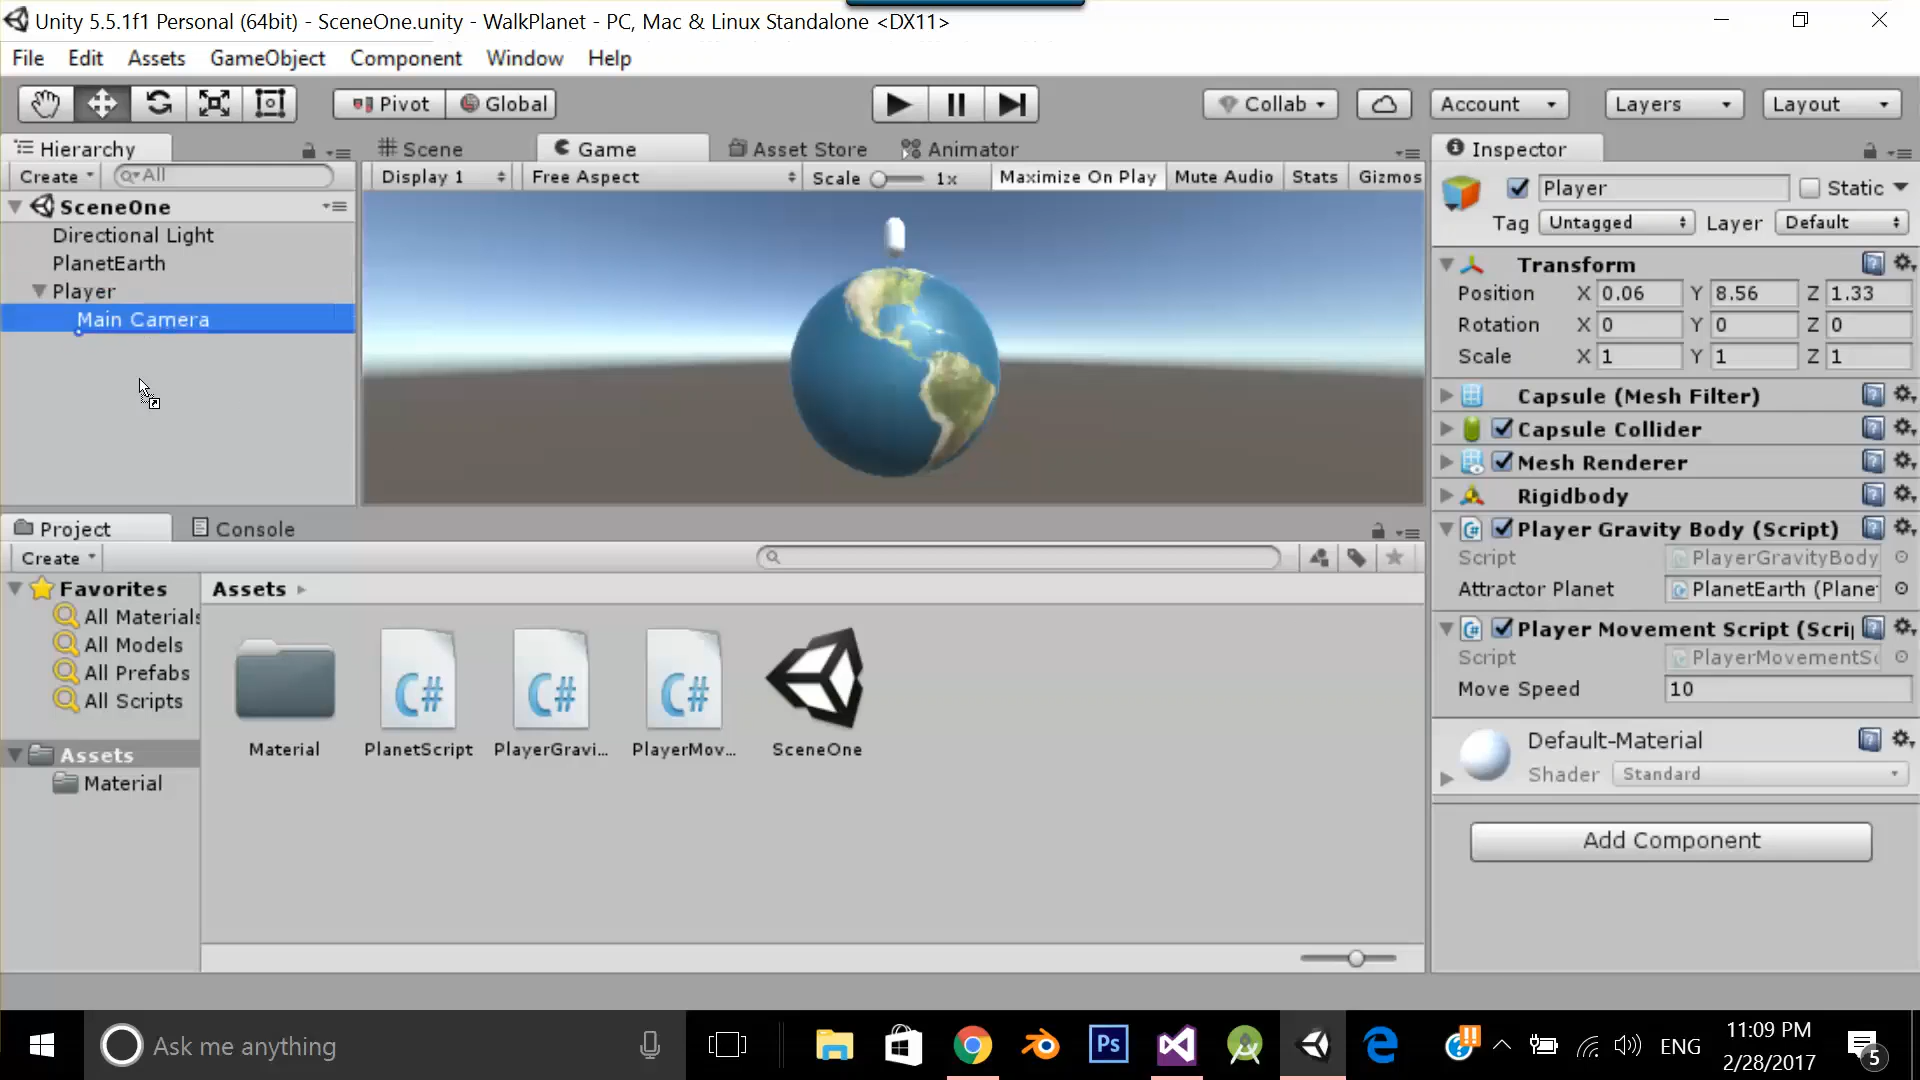 Unity 5.5.1f1 Personal (64bit) - SceneOne.unity - WalkPlanet - PC, Mac & Linux Standalone <DX11>
File Edit Assets GameObject Component Window Help
Pivot Global Collab Account Layers Layout
Hierarchy Scene Game Asset Store Animator Inspector
Create All Display 1 Free Aspect Scale 1x Maximize On Play Mute Audio Stats Gizmos
SceneOne
Directional Light
PlanetEarth
Player
Main Camera
Player Static
Tag Untagged Layer Default
Transform
Position X 0.06 Y 8.56 Z 1.33
Rotation X 0 Y 0 Z 0
Scale X 1 Y 1 Z 1
Capsule (Mesh Filter)
Capsule Collider
Mesh Renderer
Rigidbody
Player Gravity Body (Script)
Script PlayerGravityBody
Attractor Planet PlanetEarth (Plane
Player Movement Script (Scri
Script PlayerMovementSc
Move Speed 10
Default-Material
Shader Standard
Add Component
Project Console
Create
Favorites
All Materials
All Models
All Prefabs
All Scripts
Assets
Material
Assets
Material PlanetScript PlayerGravi... PlayerMov... SceneOne
Ask me anything
Ps
ENG
11:09 PM
2/28/2017
5